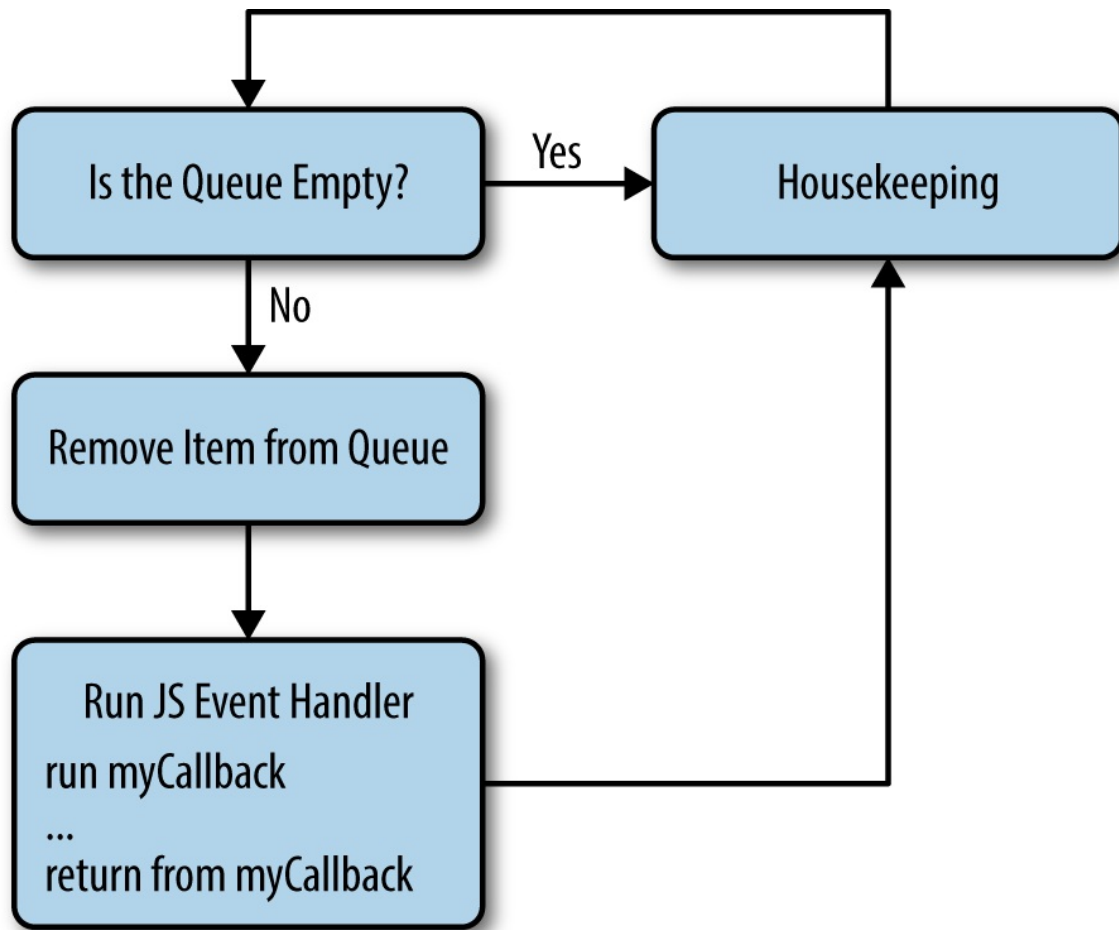 Is the Queue Empty?
Yes
Housekeeping
No
Remove Item from Queue
Run JS Event Handler
run myCallback
...
return from myCallback